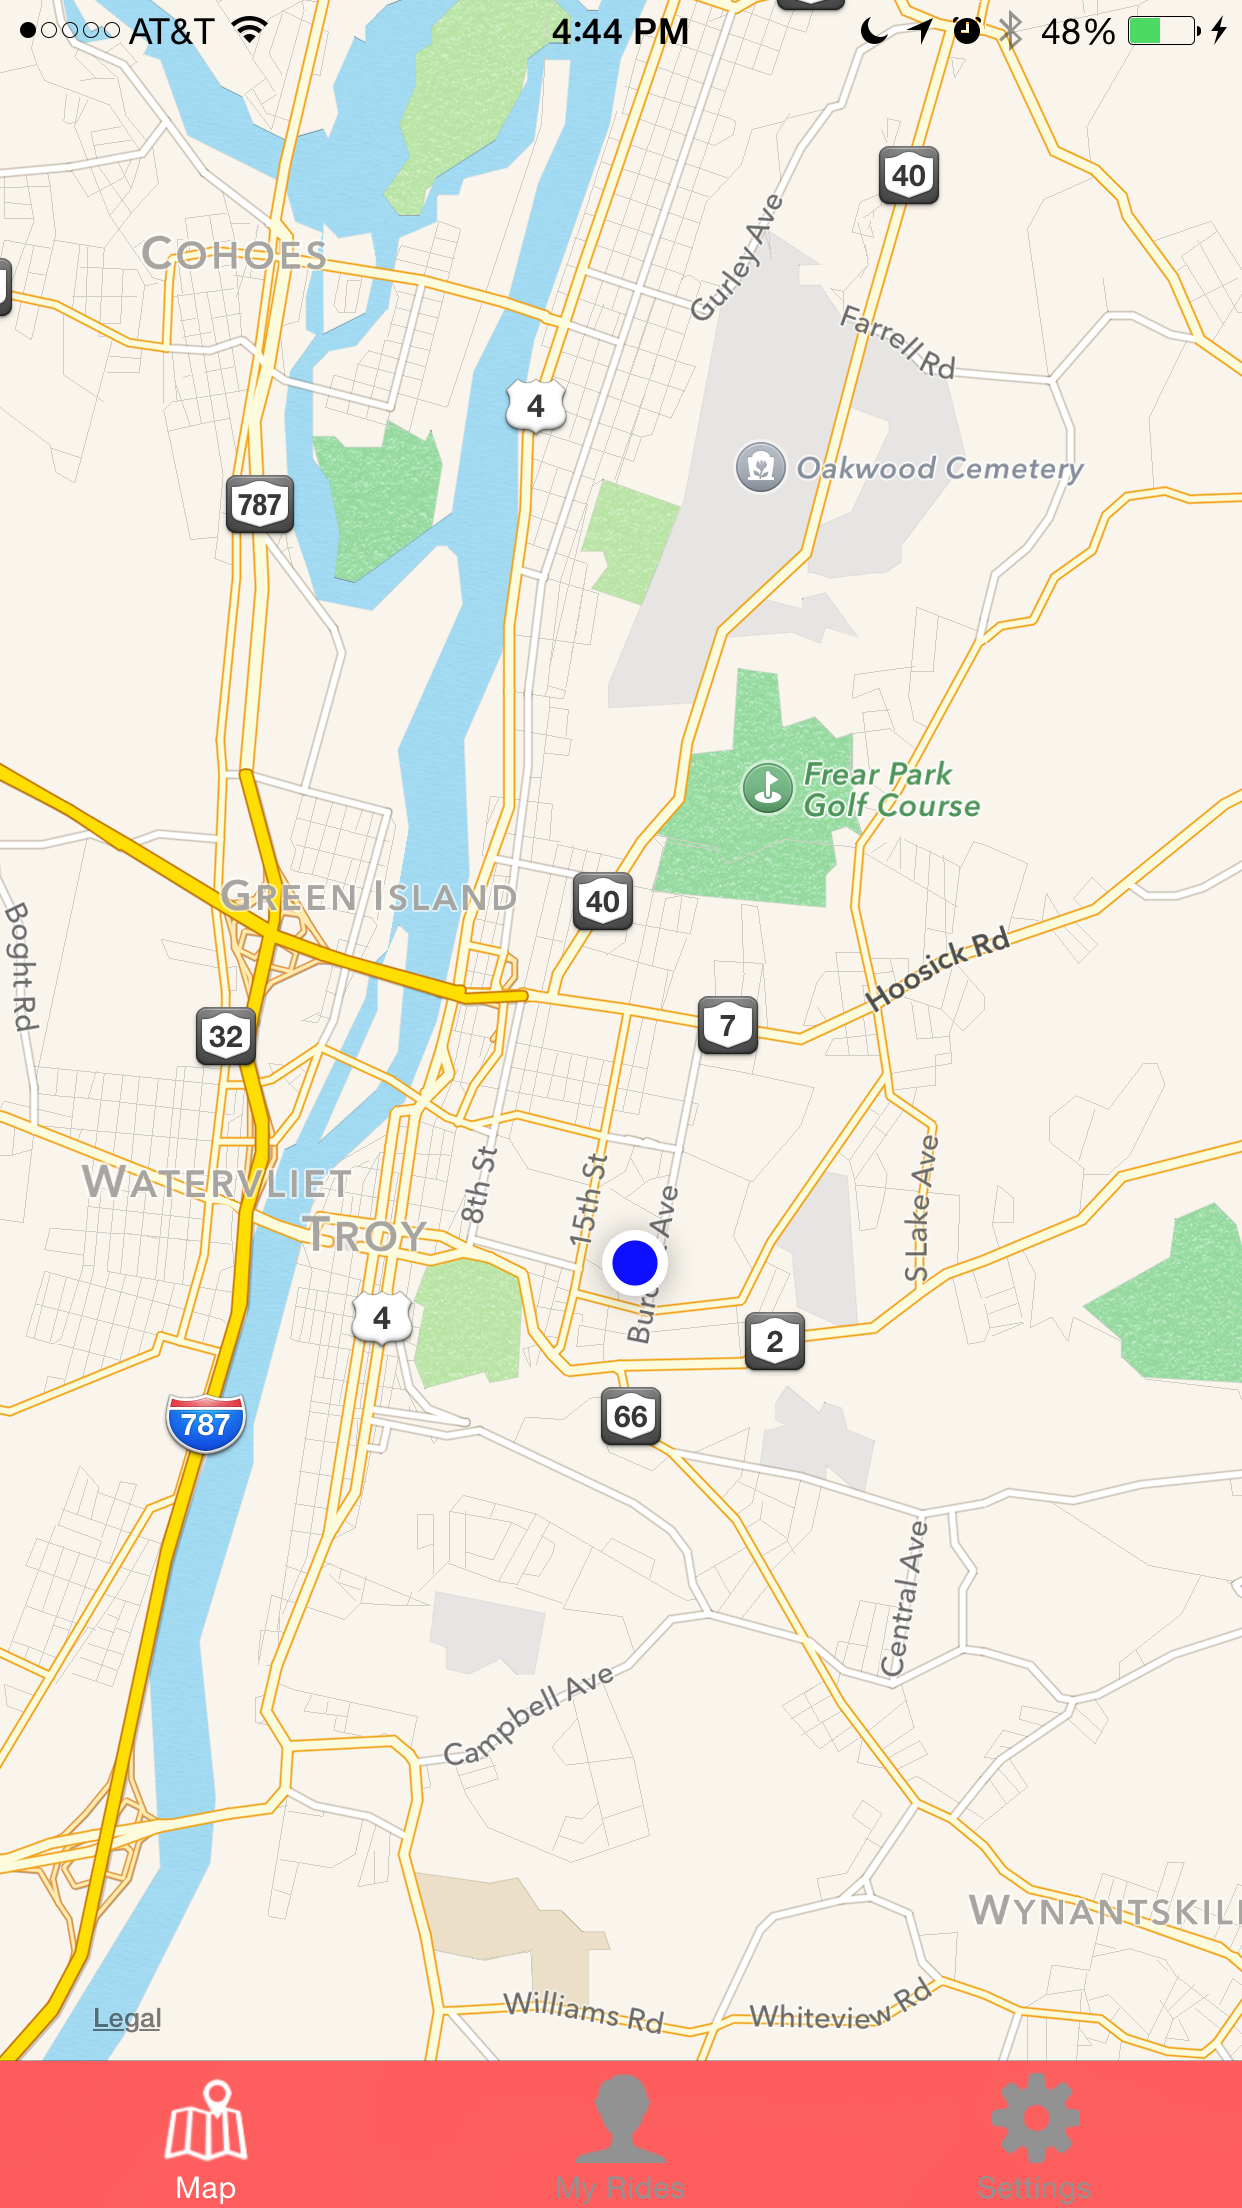 AT&T 4:44 PM 48%
40
Gurley Ave
COHOES
Farrell Rd
4
Oakwood Cemetery
787
Frear Park
Golf Course
GREEN ISLAND
40
Boght Rd
Hoosick Rd
7
32
8th St
15th St
Ave
S Lake Ave
WATERVLIET
TROY
4
2
66
787
Central Ave
Campbell Ave
WYNANTSKIL
Williams Rd
Whiteview Rd
Legal
Map My Rides Settings